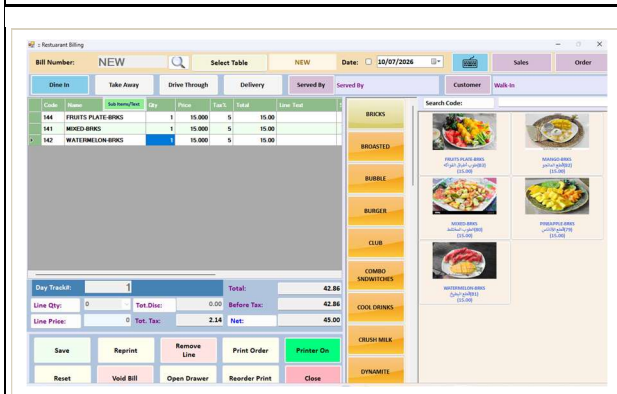 :: Restuarant Billing
Bill Number: NEW Select Table NEW Date: 10/07/2026 Sales Order
Dine In Take Away Drive Through Delivery Served By Served By Customer Walk-In
Code Name Sub Items/Text Qty Price Tax% Total Line Text
144 FRUITS PLATE-BRKS 1 15.000 5 15.00
141 MIXED-BRKS 1 15.000 5 15.00
142 WATERMELON-BRKS 1 15.000 5 15.00
Day Track#: 1 Total: 42.86
Line Qty: 0 Tot.Disc: 0.00 Before Tax: 42.86
Line Price: 0 Tot. Tax: 2.14 Net: 45.00
Save Reprint Remove Line Print Order Printer On
Reset Void Bill Open Drawer Reorder Print Close
BRICKS
BROASTED
BUBBLE
BURGER
CLUB
COMBO
SNDWITCHES
COOL DRINKS
CRUSH MILK
DYNAMITE
Search Code:
FRUITS PLATE-BRKS
(15.00)
MANGO-BRKS
(15.00)
MIXED-BRKS
(15.00)
PINEAPPLE-BRKS
(15.00)
WATERMELON-BRKS
(15.00)